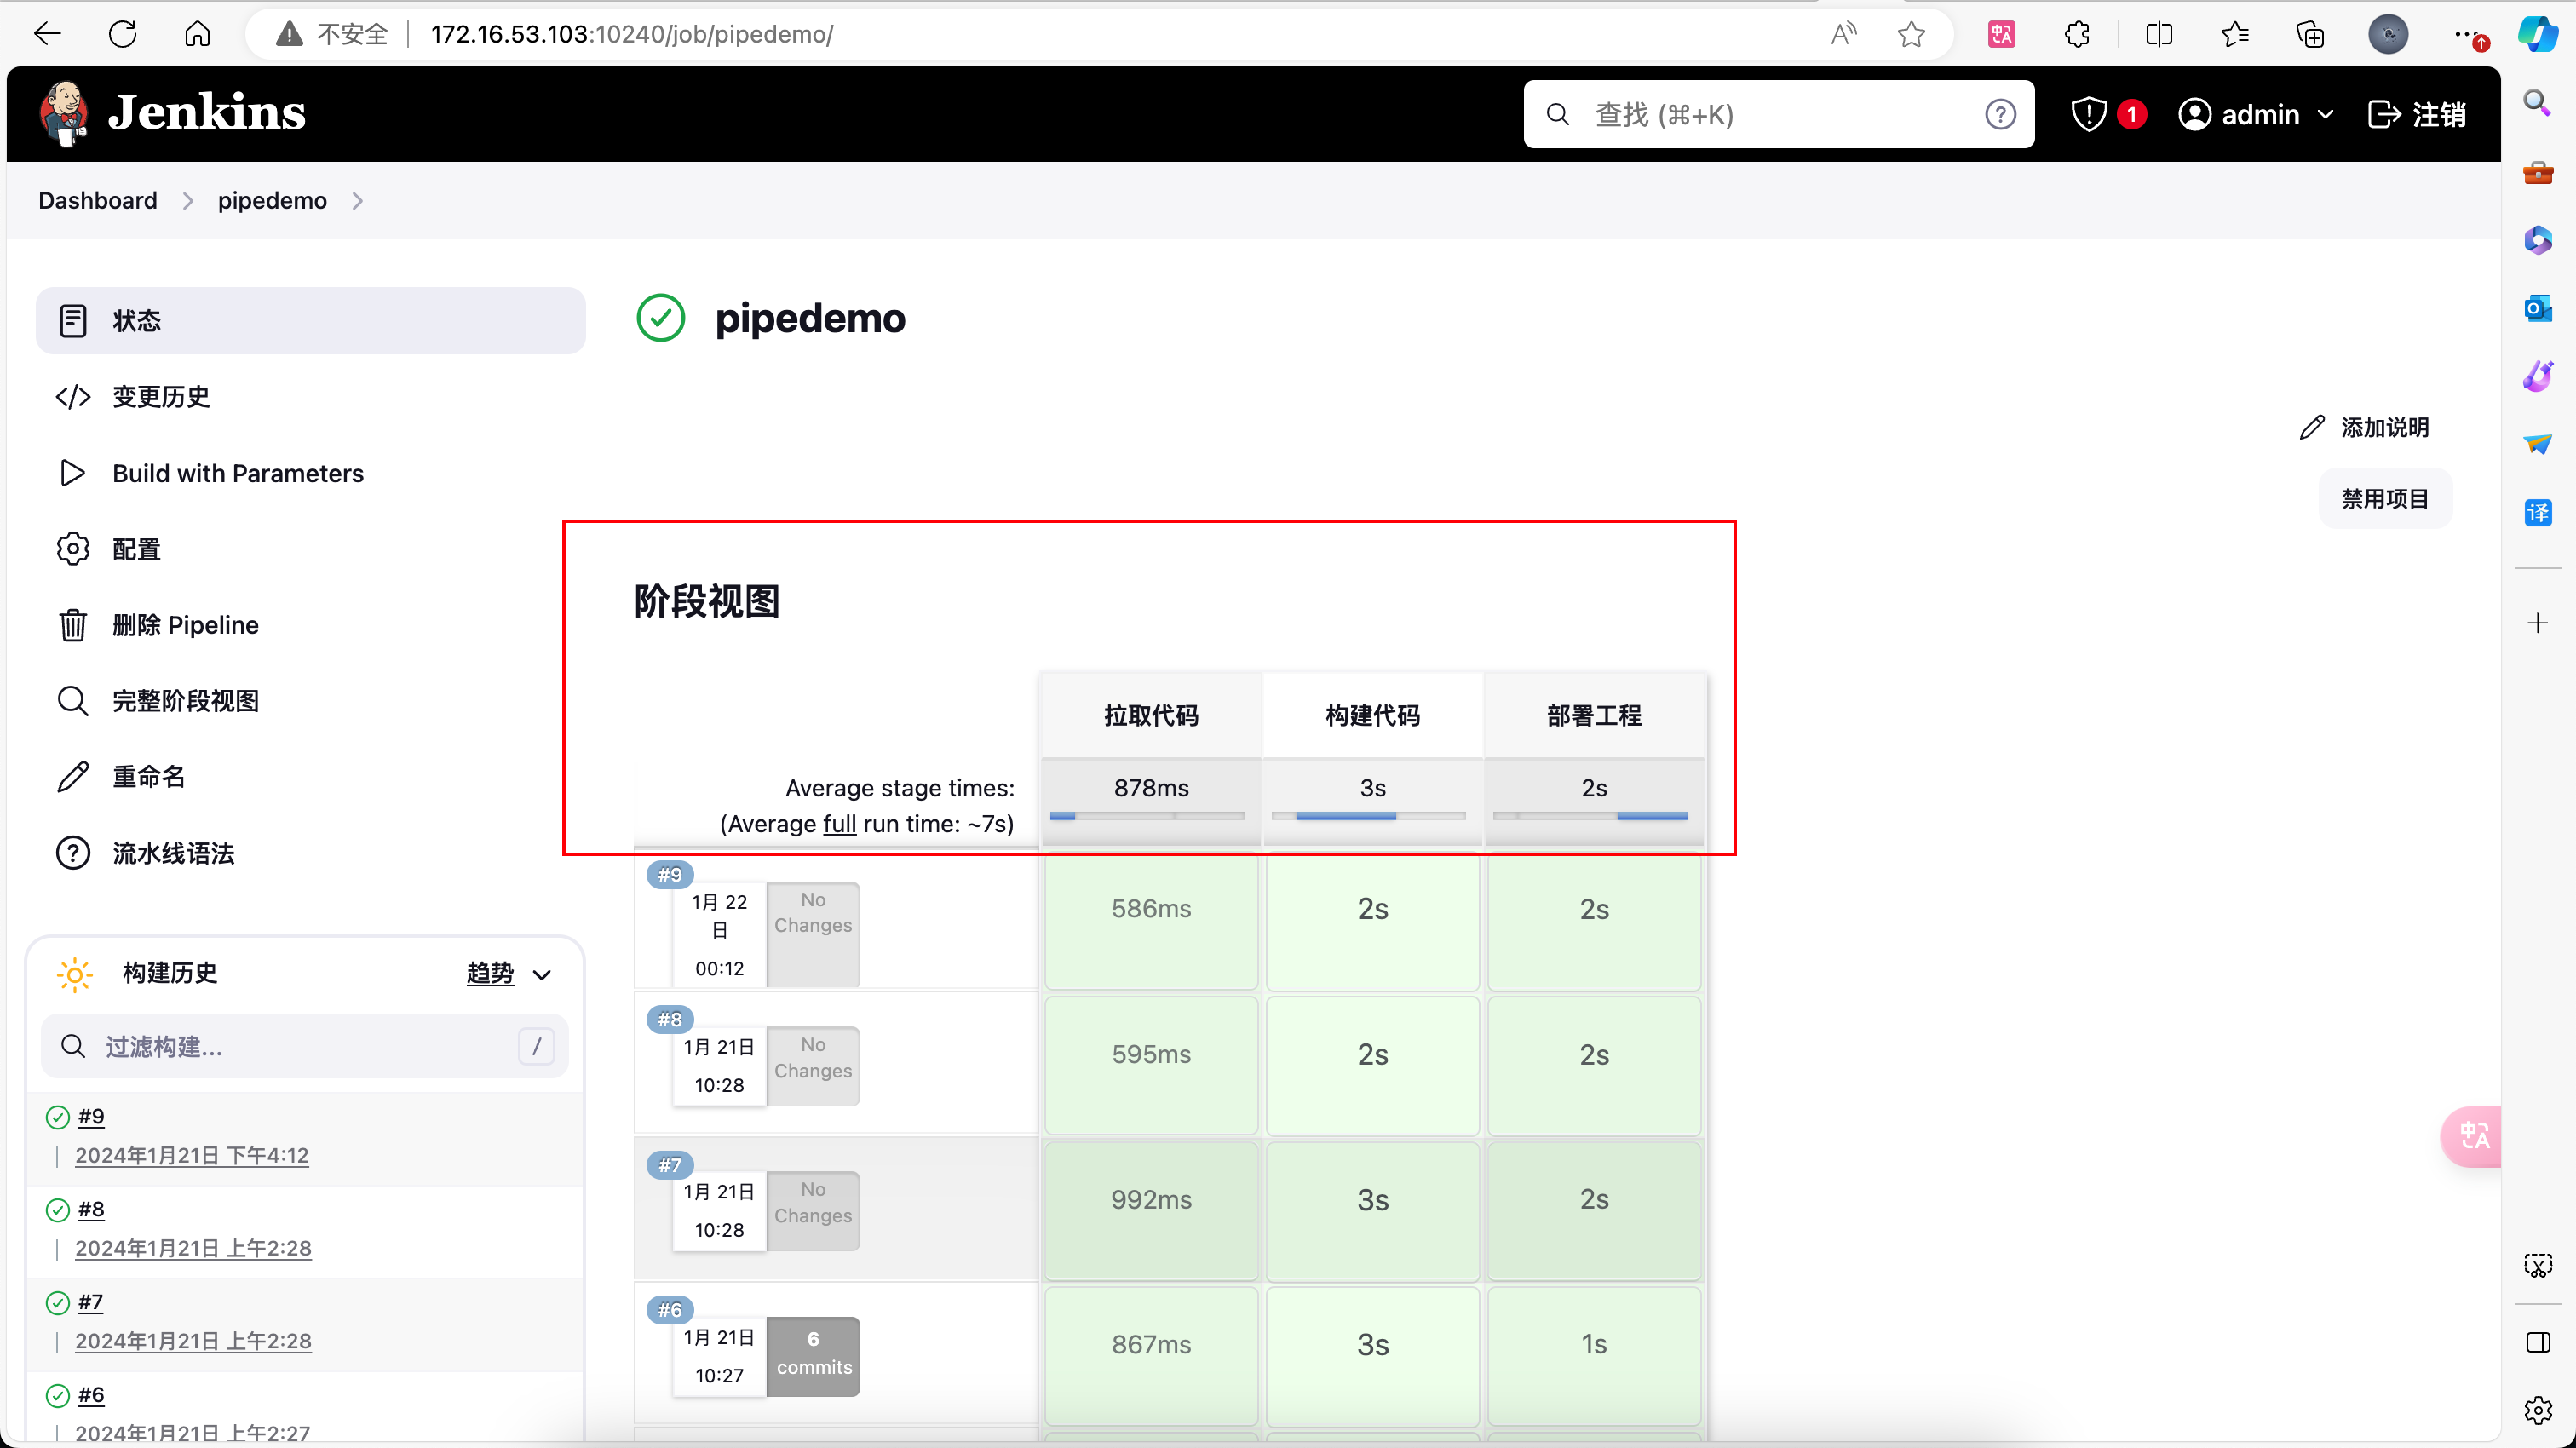 不安全 172.16.53.103:10240/job/pipedemo/
Jenkins
查找 (⌘+K)
1
admin
注销
Dashboard
pipedemo
状态
变更历史
Build with Parameters
配置
删除 Pipeline
完整阶段视图
重命名
流水线语法
构建历史
趋势
过滤构建...
/
#9
2024年1月21日 下午4:12
#8
2024年1月21日 上午2:28
#7
2024年1月21日 上午2:28
#6
2024年1月21日 上午2:27
pipedemo
添加说明
禁用项目
阶段视图
拉取代码 构建代码 部署工程
Average stage times: 878ms 3s 2s
(Average full run time: ~7s)
#9
1月 22
日
00:12
No
Changes
586ms 2s 2s
#8
1月 21日
10:28
No
Changes
595ms 2s 2s
#7
1月 21日
10:28
No
Changes
992ms 3s 2s
#6
1月 21日
10:27
6
commits
867ms 3s 1s
译